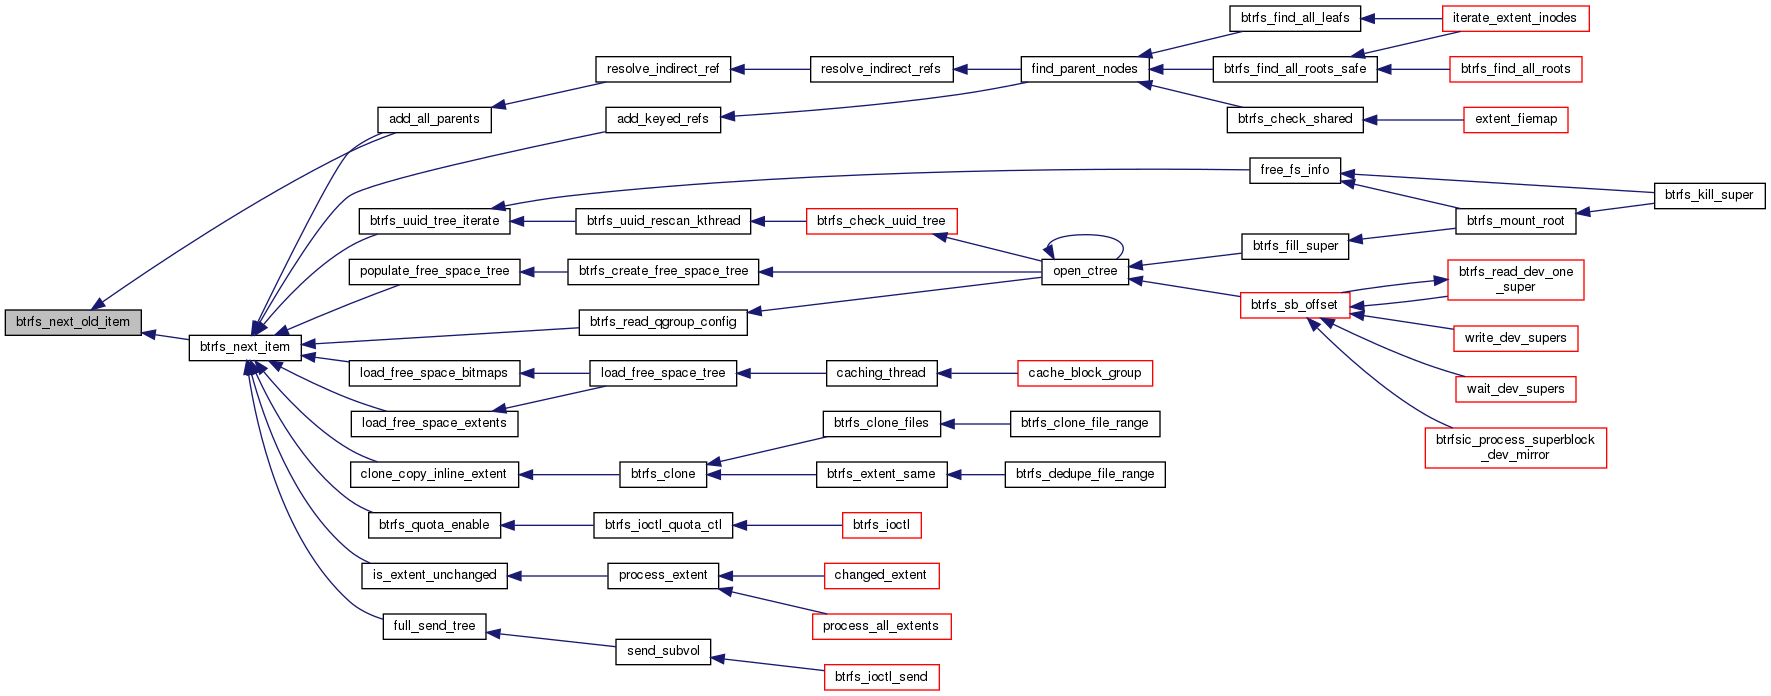 btrfs_find_all_leafs
iterate_extent_inodes
resolve_indirect_ref
resolve_indirect_refs
find_parent_nodes
btrfs_find_all_roots_safe
btrfs_find_all_roots
add_all_parents
add_keyed_refs
btrfs_check_shared
extent_fiemap
free_fs_info
btrfs_kill_super
btrfs_uuid_tree_iterate
btrfs_uuid_rescan_kthread
btrfs_check_uuid_tree
btrfs_mount_root
btrfs_fill_super
populate_free_space_tree
btrfs_create_free_space_tree
open_ctree
btrfs_read_dev_one
_super
btrfs_sb_offset
btrfs_next_old_item
btrfs_read_qgroup_config
write_dev_supers
btrfs_next_item
load_free_space_bitmaps
load_free_space_tree
caching_thread
cache_block_group
wait_dev_supers
load_free_space_extents
btrfs_clone_files
btrfs_clone_file_range
btrfsic_process_superblock
_dev_mirror
clone_copy_inline_extent
btrfs_clone
btrfs_extent_same
btrfs_dedupe_file_range
btrfs_quota_enable
btrfs_ioctl_quota_ctl
btrfs_ioctl
is_extent_unchanged
process_extent
changed_extent
full_send_tree
process_all_extents
send_subvol
btrfs_ioctl_send